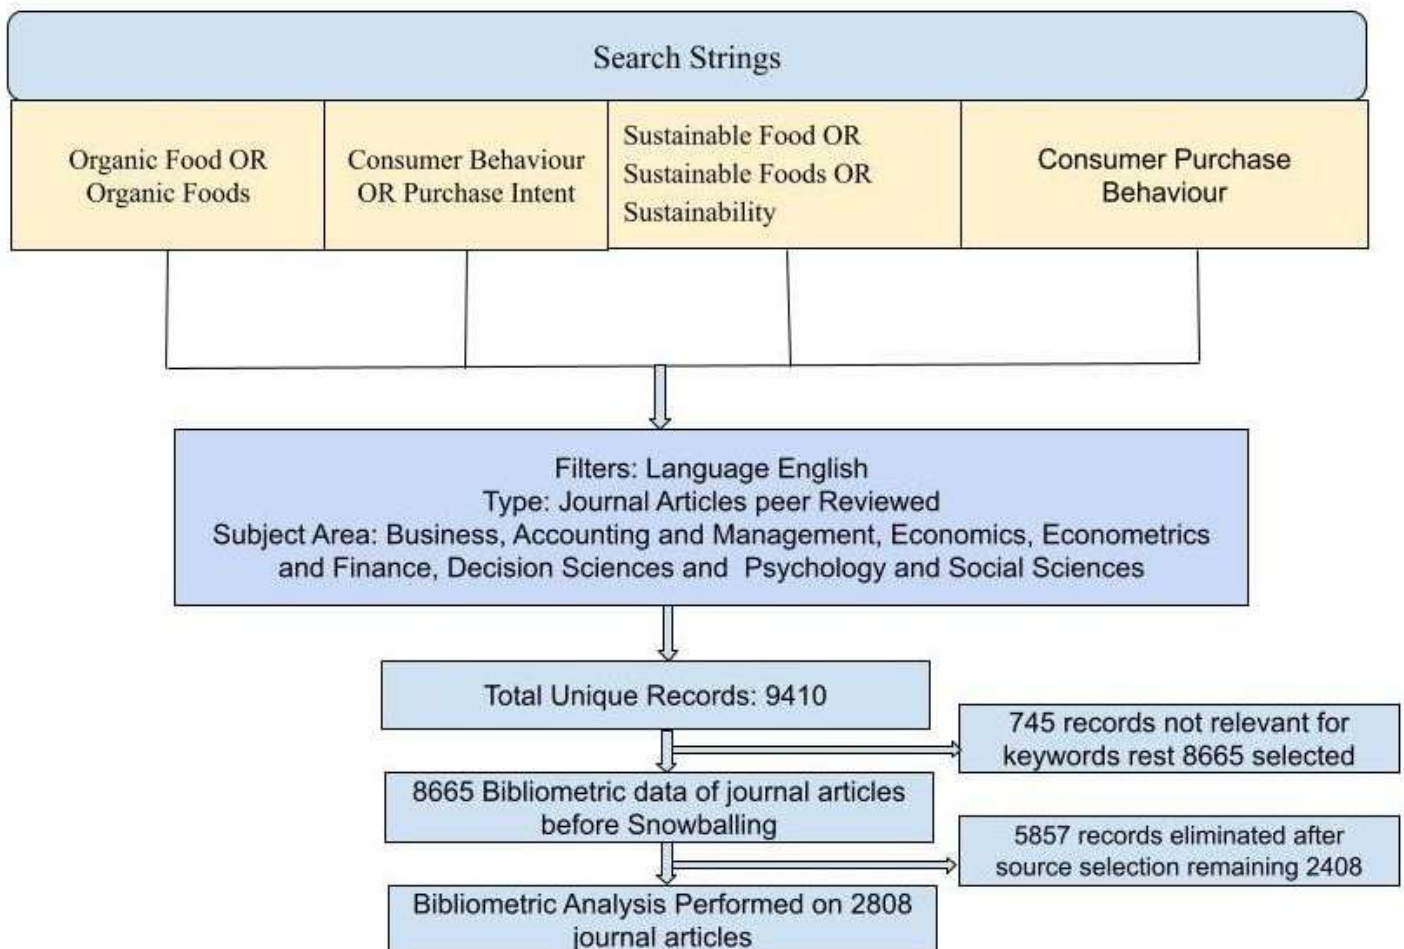 Search Strings
Organic Food OR
Organic Foods
Consumer Behaviour
OR Purchase Intent
Sustainable Food OR
Sustainable Foods OR
Sustainability
Consumer Purchase
Behaviour
Filters: Language English
Type: Journal Articles peer Reviewed
Subject Area: Business, Accounting and Management, Economics, Econometrics
and Finance, Decision Sciences and Psychology and Social Sciences
Total Unique Records: 9410
745 records not relevant for
keywords rest 8665 selected
8665 Bibliometric data of journal articles
before Snowballing
5857 records eliminated after
source selection remaining 2408
Bibliometric Analysis Performed on 2808
journal articles